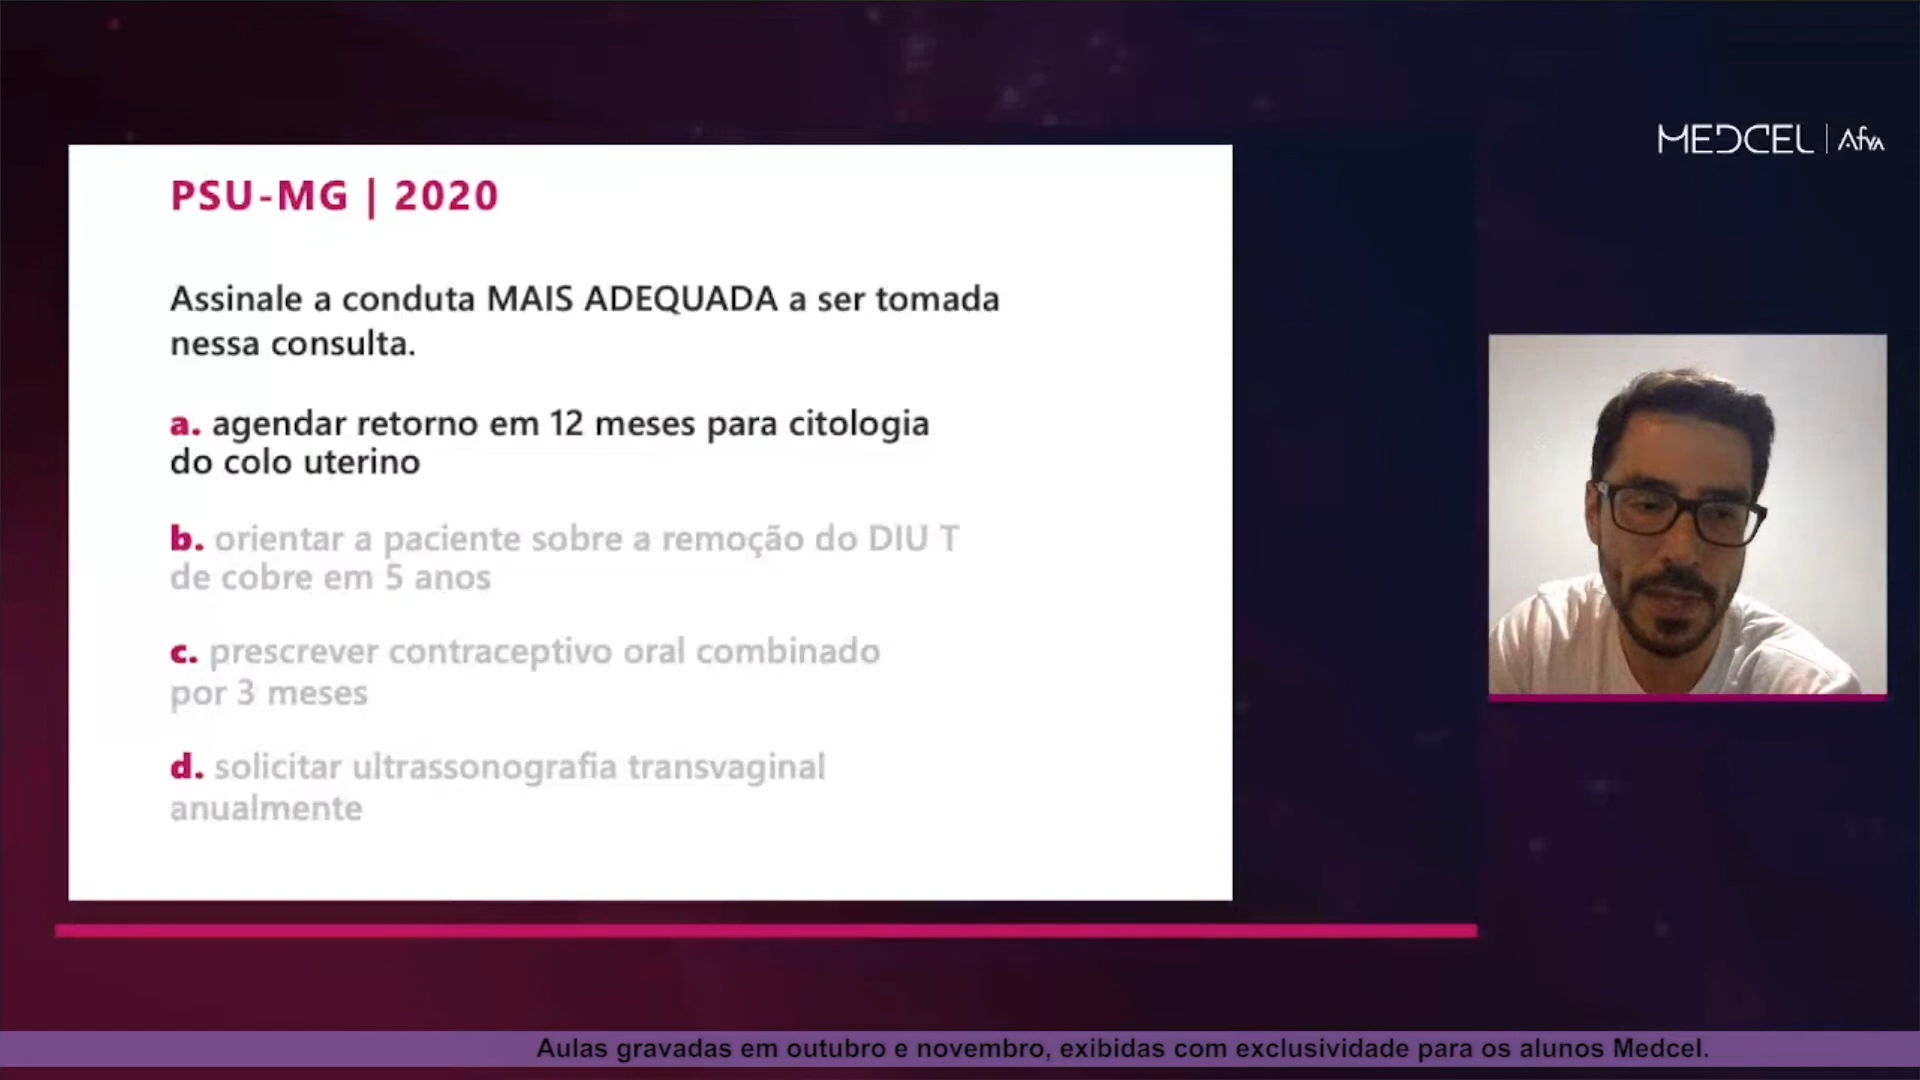 MEDCEL | Afya
PSU-MG | 2020
Assinale a conduta MAIS ADEQUADA a ser tomada
nessa consulta.
a. agendar retorno em 12 meses para citologia
do colo uterino
b. orientar a paciente sobre a remoção do DIU T
de cobre em 5 anos
c. prescrever contraceptivo oral combinado
por 3 meses
d. solicitar ultrassonografia transvaginal
anualmente
Aulas gravadas em outubro e novembro, exibidas com exclusividade para os alunos Medcel.